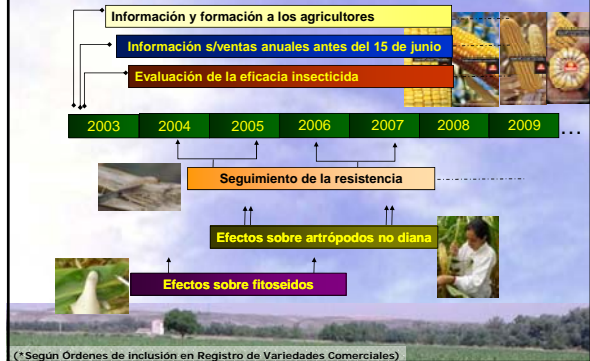 Información y formación a los agricultores
Información s/ventas anuales antes del 15 de junio
Evaluación de la eficacia insecticida
2003 2004 2005 2006 2007 2008 2009 ...
Seguimiento de la resistencia
Efectos sobre artrópodos no diana
Efectos sobre fitoseidos
(*Según Órdenes de inclusión en Registro de Variedades Comerciales)